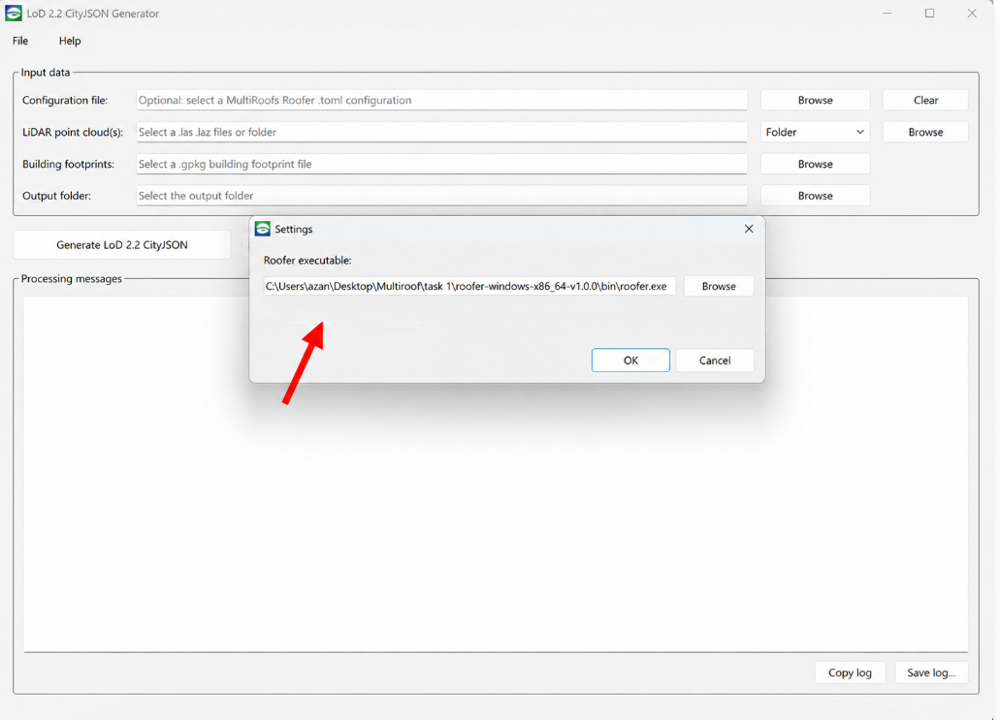 LoD 2.2 CityJSON Generator
File Help
Input data
Configuration file: Optional: select a MultiRoofs Roofer .toml configuration Browse Clear
LiDAR point cloud(s): Select a .las .laz files or folder Folder Browse
Building footprints: Select a .gpkg building footprint file Browse
Output folder: Select the output folder Browse
Generate LoD 2.2 CityJSON
Settings
Roofer executable:
C:\Users\azan\Desktop\Multiroof\task 1\roofer-windows-x86_64-v1.0.0\bin\roofer.exe Browse
OK Cancel
Processing messages
Copy log Save log...